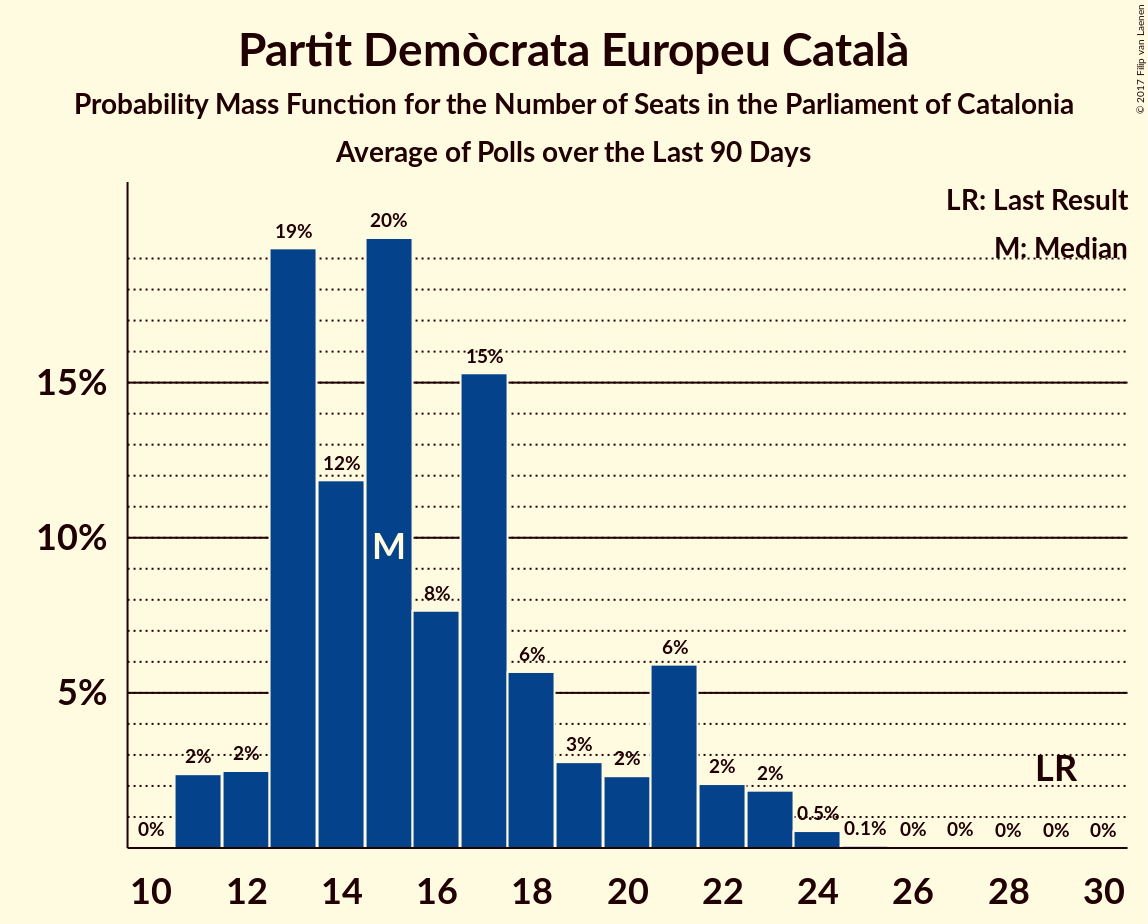 Partit Demòcrata Europeu Català
Probability Mass Function for the Number of Seats in the Parliament of Catalonia
Average of Polls over the Last 90 Days
© 2017 Filip van Laenen
LR: Last Result
M: Median
15%
10%
5%
0%
2%
2%
19%
12%
20%
M
8%
15%
6%
3%
2%
6%
2%
2%
0.5%
0.1%
0%
0%
0%
0%
0%
LR
10 12 14 16 18 20 22 24 26 28 30